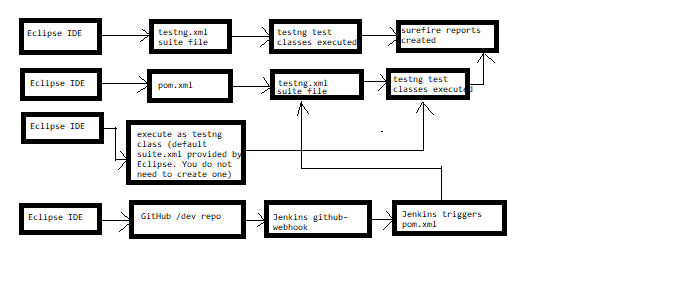 Eclipse IDE
testng.xml
suite file
testng test
classes executed
surefire reports
created
Eclipse IDE
pom.xml
testng.xml
suite file
testng test
classes executed
Eclipse IDE
execute as testng
class (default
suite.xml provided by
Eclipse. You do not
need to create one)
Eclipse IDE
GitHub /dev repo
Jenkins github-
webhook
Jenkins triggers
pom.xml